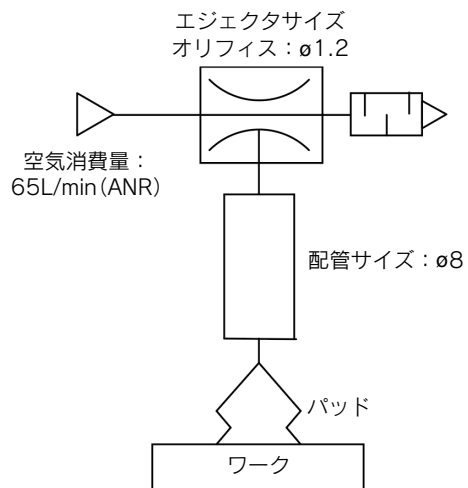 エジェクタサイズ
オリフィス：ø1.2
空気消費量：
65L/min(ANR)
配管サイズ：ø8
パッド
ワーク